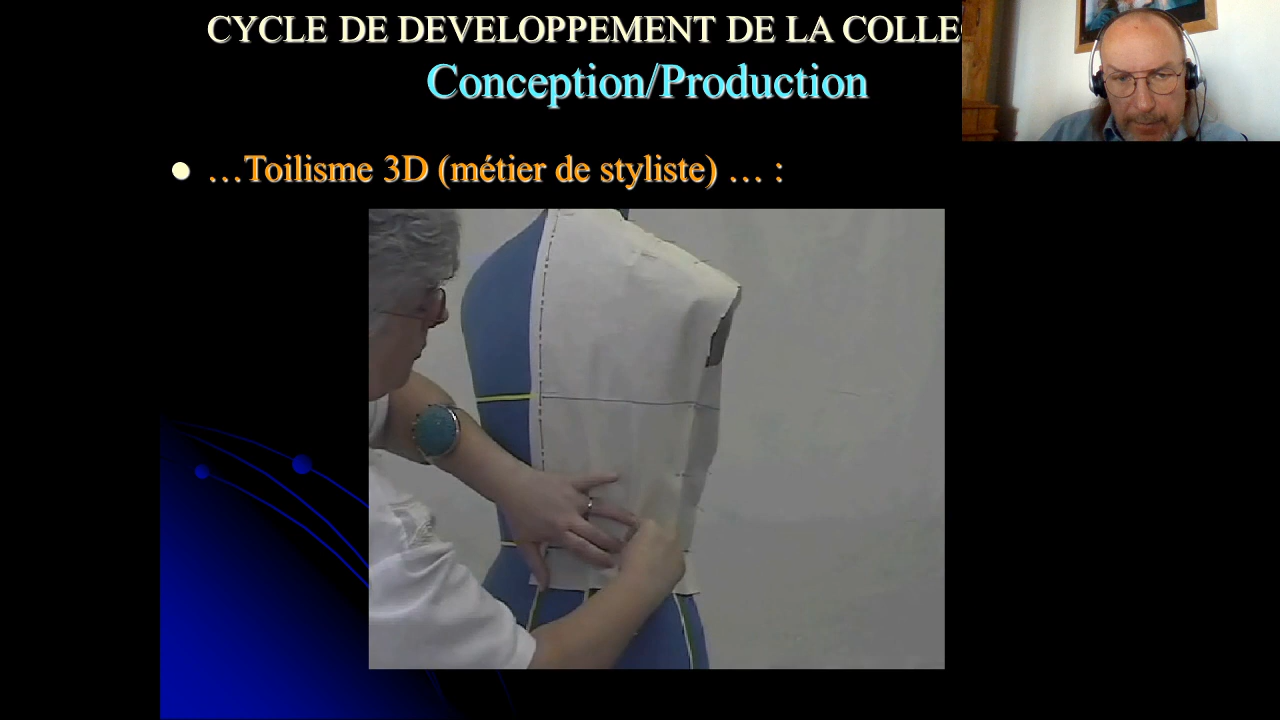 CYCLE DE DEVELOPPEMENT DE LA COLLE
Conception/Production
…Toilisme 3D (métier de styliste) … :